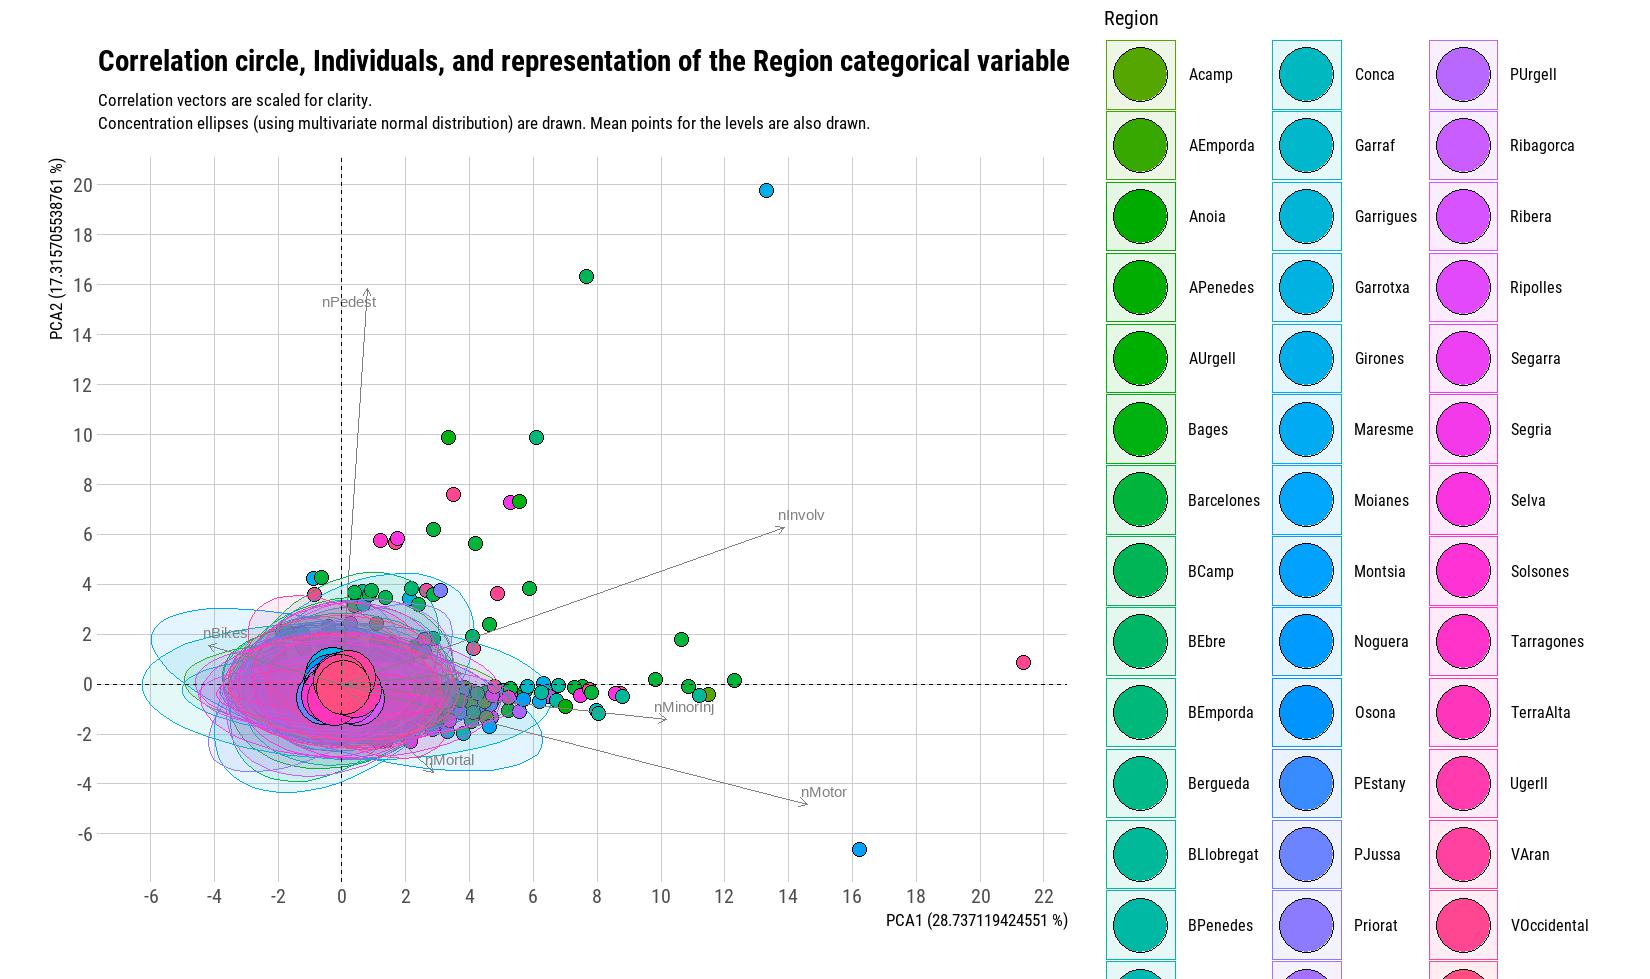 Correlation circle, Individuals, and representation of the Region categorical variable
Correlation vectors are scaled for clarity.
Concentration ellipses (using multivariate normal distribution) are drawn. Mean points for the levels are also drawn.
PCA2 (17.315705538761 %)
20
18
16
14
12
10
8
6
4
2
0
-2
-4
-6
nPedest
nInvolv
nBikes
nMinorInj
nMortal
nMotor
-6
-4
-2
0
2
4
6
8
10
12
14
16
18
20
22
PCA1 (28.737119424551 %)
Region
Acamp
AEmporda
Anoia
APenedes
AUrgell
Bages
Barcelones
BCamp
BEbre
BEmporda
Bergueda
BLlobregat
BPenedes
Conca
Garraf
Garrigues
Garrotxa
Girones
Maresme
Moianes
Montsia
Noguera
Osona
PEstany
PJussa
Priorat
PUrgell
Ribagorca
Ribera
Ripolles
Segarra
Segria
Selva
Solsones
Tarragones
TerraAlta
Ugerll
VAran
VOccidental